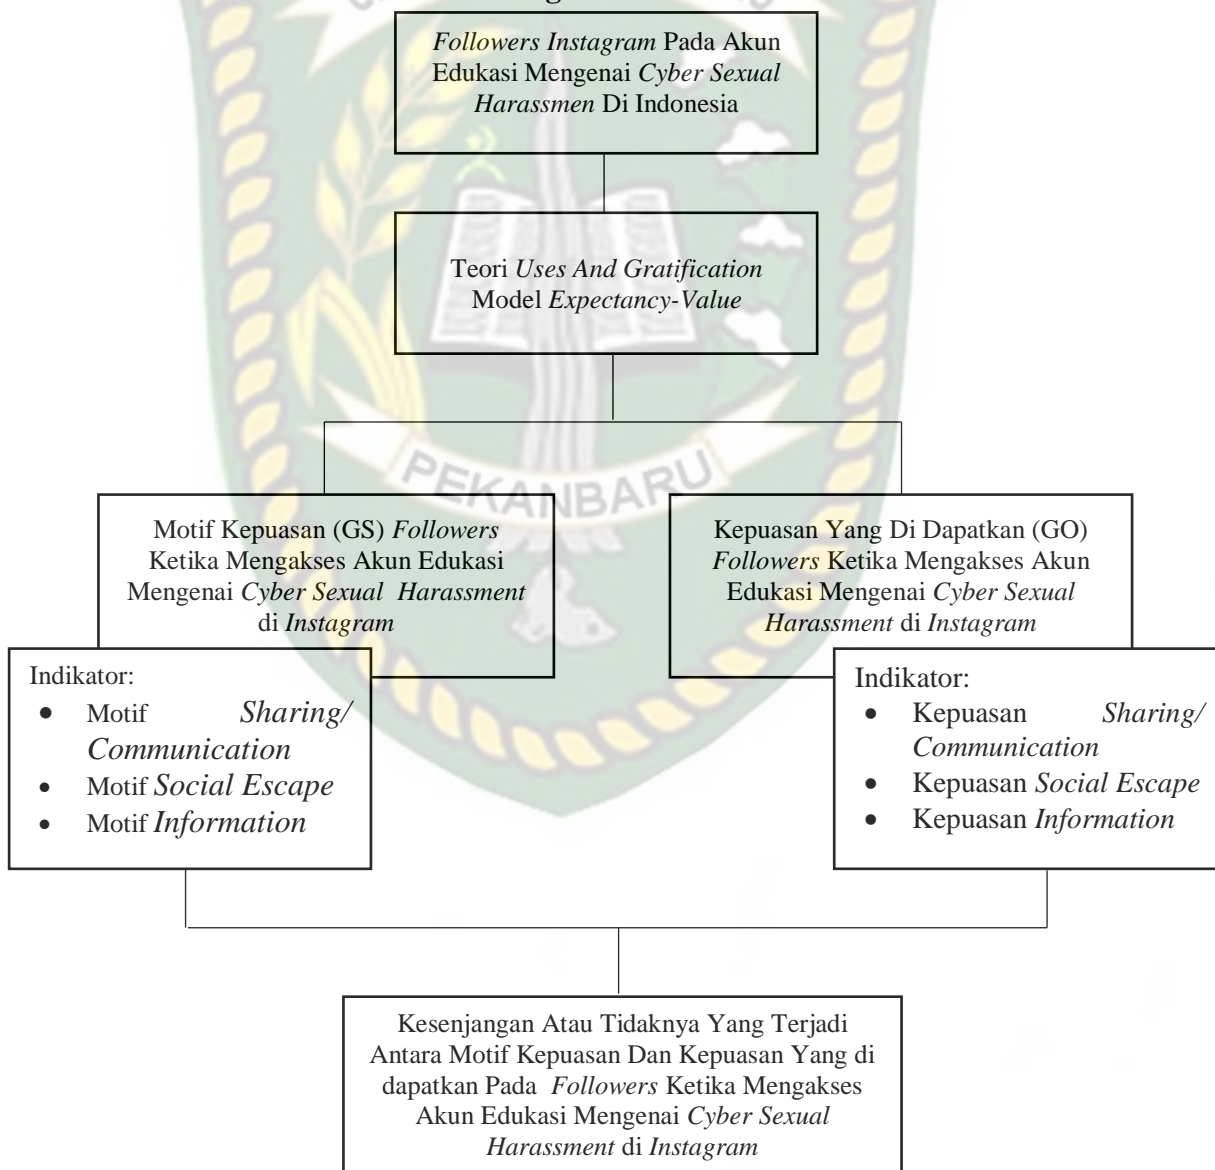 Followers Instagram Pada Akun
Edukasi Mengenai Cyber Sexual
Harassmen Di Indonesia
Teori Uses And Gratification
Model Expectancy-Value
PEKANBARU
Motif Kepuasan (GS) Followers
Ketika Mengakses Akun Edukasi
Mengenai Cyber Sexual Harassment
di Instagram
Kepuasan Yang Di Dapatkan (GO)
Followers Ketika Mengakses Akun
Edukasi Mengenai Cyber Sexual
Harassment di Instagram
Indikator:
• Motif Sharing/
Communication
• Motif Social Escape
• Motif Information
Indikator:
• Kepuasan Sharing/
Communication
• Kepuasan Social Escape
• Kepuasan Information
Kesenjangan Atau Tidaknya Yang Terjadi
Antara Motif Kepuasan Dan Kepuasan Yang di
dapatkan Pada Followers Ketika Mengakses
Akun Edukasi Mengenai Cyber Sexual
Harassment di Instagram